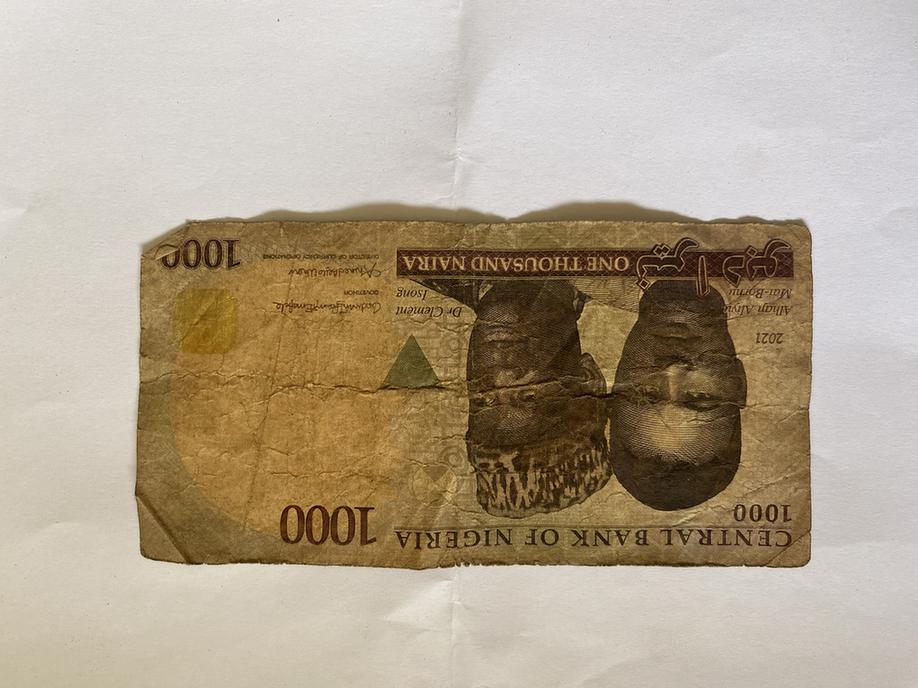 CENTRAL BANK OF NIGERIA
1000
1000
2021
Alhaji Aliyu
Mai-Bornu
Dr Clement
Isong
GOVERNOR
DIRECTOR OF CURRENCY OPERATIONS
ONE THOUSAND NAIRA
1000